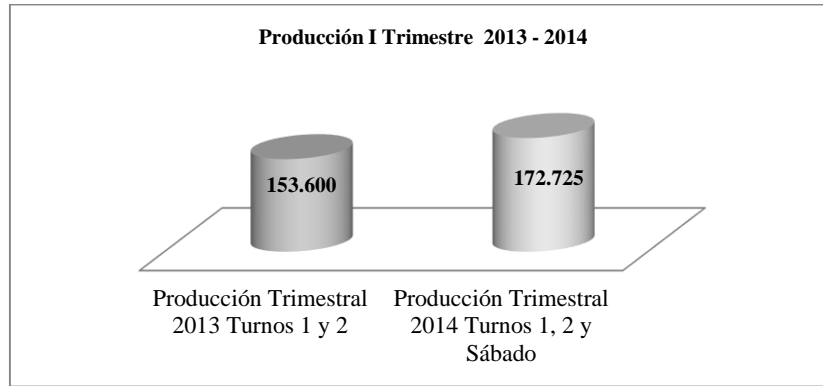 Producción I Trimestre 2013 - 2014
153.600
172.725
Producción Trimestral
2013 Turnos 1 y 2
Producción Trimestral
2014 Turnos 1, 2 y
Sábado